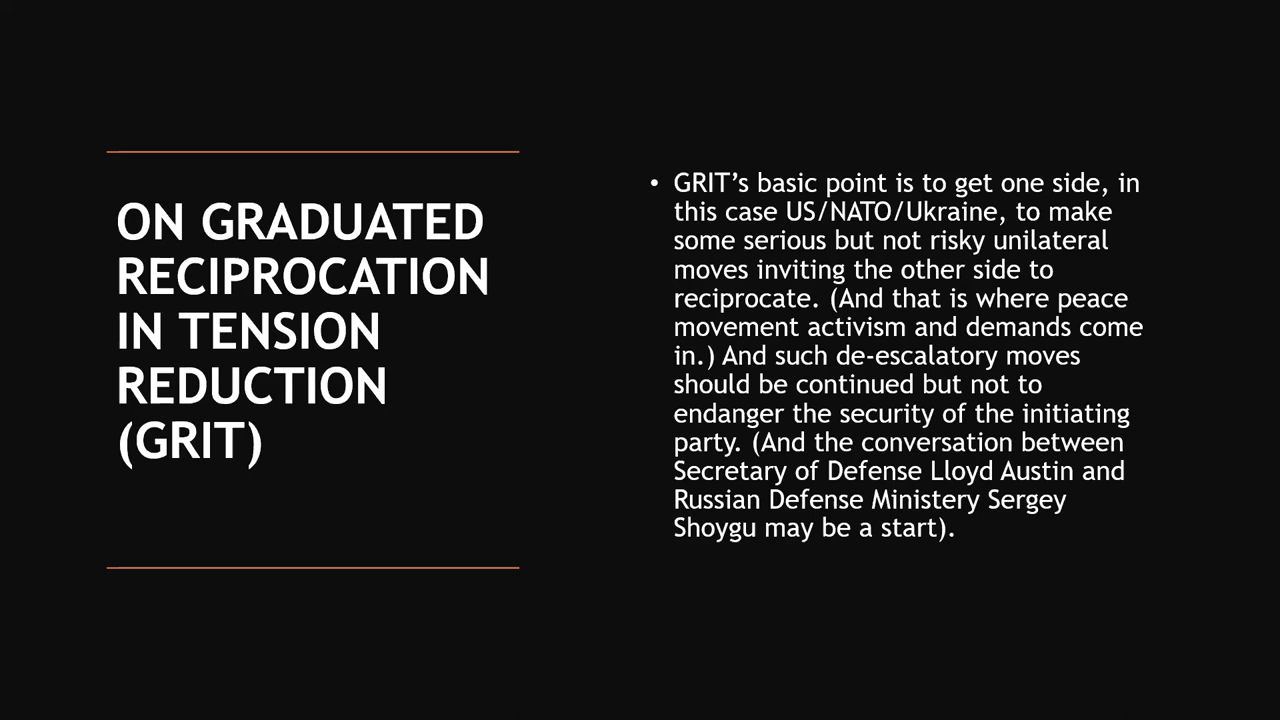 ON GRADUATED
RECIPROCATION
IN TENSION
REDUCTION
(GRIT)
• GRIT’s basic point is to get one side, in
this case US/NATO/Ukraine, to make
some serious but not risky unilateral
moves inviting the other side to
reciprocate. (And that is where peace
movement activism and demands come
in.) And such de-escalatory moves
should be continued but not to
endanger the security of the initiating
party. (And the conversation between
Secretary of Defense Lloyd Austin and
Russian Defense Ministery Sergey
Shoygu may be a start).